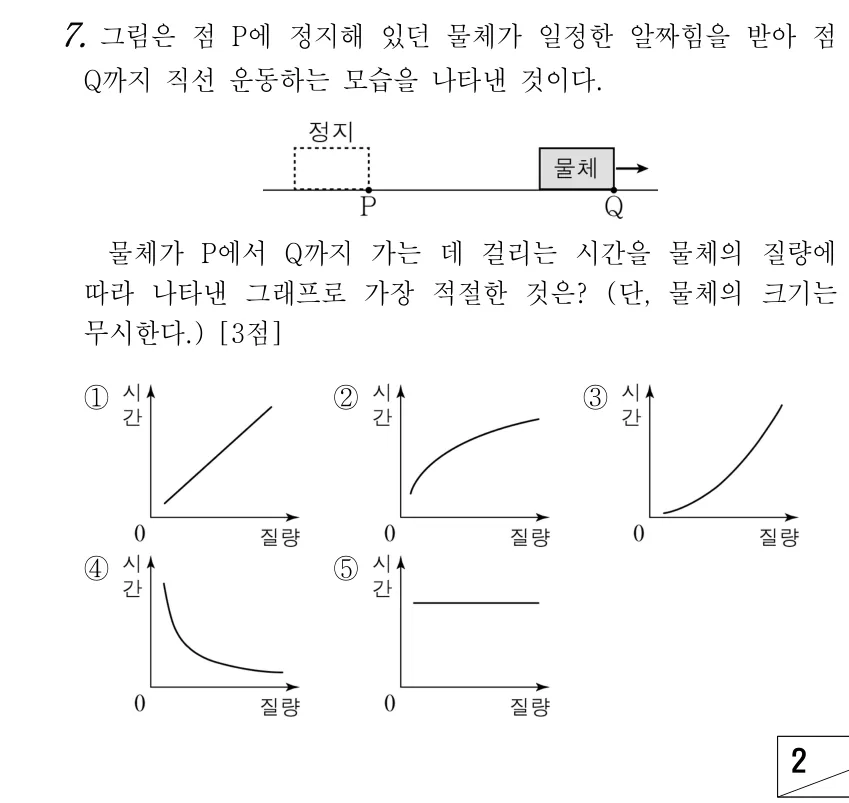 7. 그림은 점 P에 정지해 있던 물체가 일정한 알짜힘을 받아 점
Q까지 직선 운동하는 모습을 나타낸 것이다.
정지
물체
P
Q
물체가 P에서 Q까지 가는 데 걸리는 시간을 물체의 질량에
따라 나타낸 그래프로 가장 적절한 것은? (단, 물체의 크기는
무시한다.) [3점]
① 시간
0 질량
② 시간
0 질량
③ 시간
0 질량
④ 시간
0 질량
⑤ 시간
0 질량
2